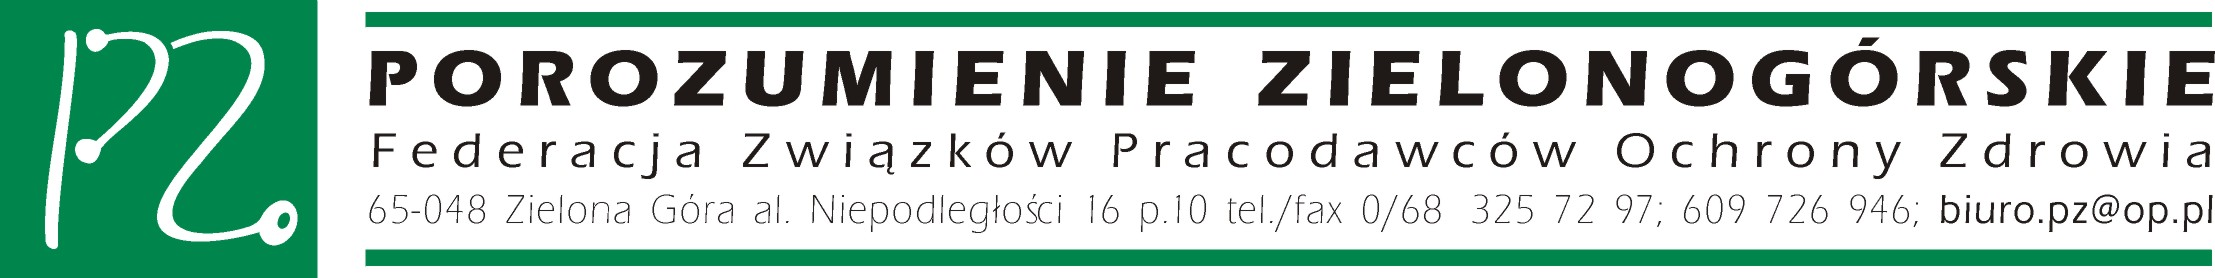 PZ
POROZUMIENIE ZIELONOGÓRSKIE
Federacja Związków Pracodawców Ochrony Zdrowia
65-048 Zielona Góra al. Niepodległości 16 p.10 tel./fax 0/68 325 72 97; 609 726 946; biuro.pz@op.pl